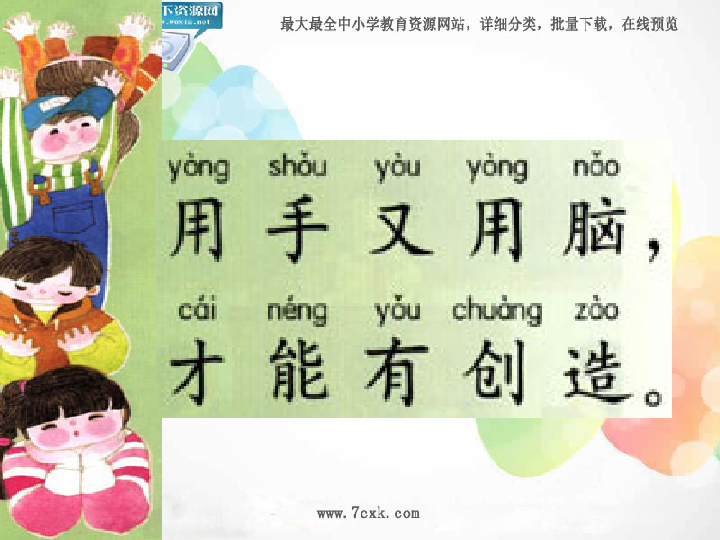 下资源网
www.wuxia.net
最大最全中小学教育资源网站，详细分类，批量下载，在线预览
yòng shǒu yòu yòng nǎo
用手又用脑，
cái néng yǒu chuàng zào
才能有创造。
www.7cxk.com